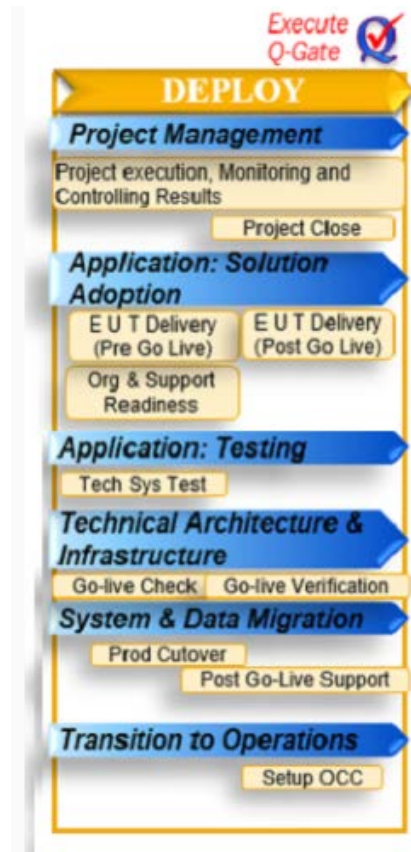 Execute
Q-Gate
DEPLOY
Project Management
Project execution, Monitoring and
Controlling Results
Project Close
Application: Solution
Adoption
E U T Delivery
(Pre Go Live)
E U T Delivery
(Post Go Live)
Org & Support
Readiness
Application: Testing
Tech Sys Test
Technical Architecture &
Infrastructure
Go-live Check
Go-live Verification
System & Data Migration
Prod Cutover
Post Go-Live Support
Transition to Operations
Setup OCC